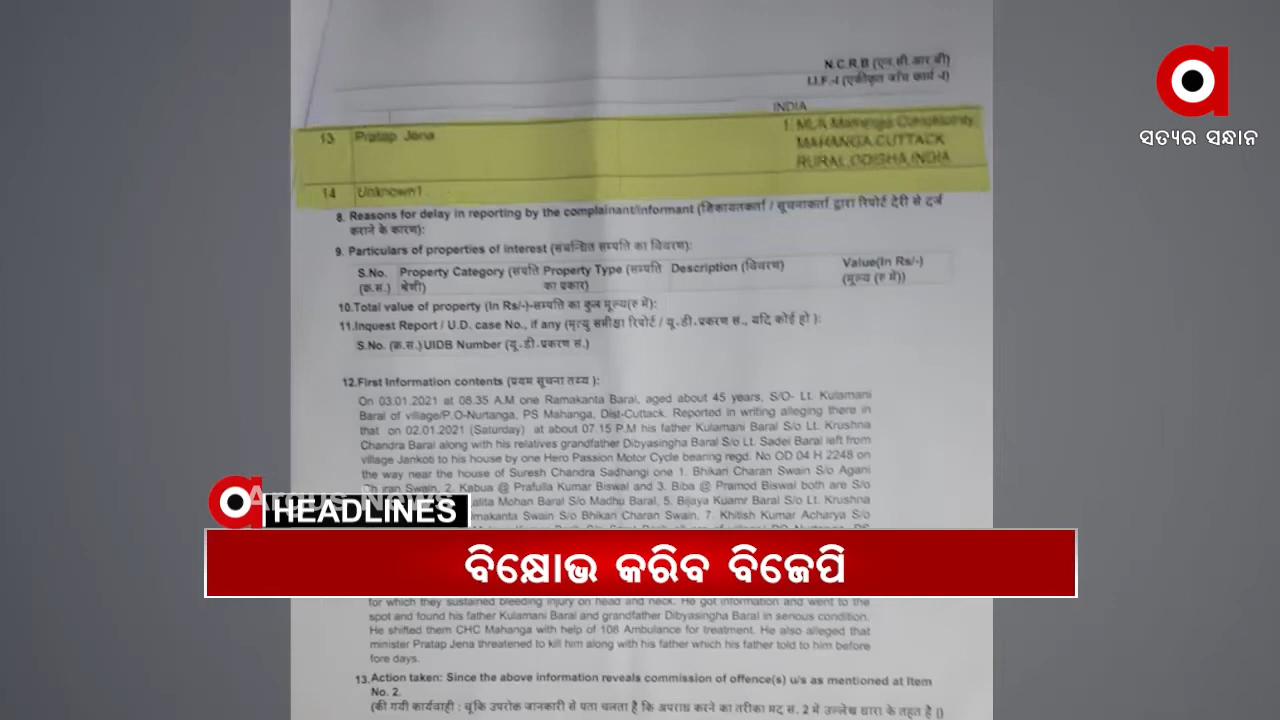 N.C.R.B (एन.सी.आर.बी)
I.I.F.-I (एकीकृत जाँच फार्म -I)
INDIA
13 Pratap Jena 1. MLA Mahanga
MAHANGA,CUTTACK
RURAL,ODISHA,INDIA
14 Unknown1
8. Reasons for delay in reporting by the complainant/informant (शिकायतकर्ता / सूचनाकर्ता द्वारा रिपोर्ट देरी से दर्ज
कराने के कारण):
9. Particulars of properties of interest (संबन्धित सम्पति का विवरण):
S.No. Property Category (संपति Property Type (सम्पति Description (विवरण) Value(In Rs/-)
(क्र.स.) श्रेणी) का प्रकार) (मूल्य (रु में))
10.Total value of property (In Rs/-)-सम्पत्ति का कुल मूल्य(रु में):
11.Inquest Report / U.D. case No., if any (मृत्यु समीक्षा रिपोर्ट / यू.डी.प्रकरण सं., यदि कोई हो ):
S.No. (क्र.सं.) UIDB Number (यू.डी.प्रकरण सं.)
12.First Information contents (प्रथम सूचना तथ्य ):
On 03.01.2021 at 08.35 A.M one Ramakanta Baral, aged about 45 years, S/O- Lt. Kulamani
Baral of village/P.O-Nurtanga, PS Mahanga, Dist-Cuttack. Reported in writing alleging there in
that on 02.01.2021 (Saturday) at about 07.15 P.M his father Kulamani Baral S/o Lt. Krushna
Chandra Baral along with his relatives grandfather Dibyasingha Baral S/o Lt. Sadei Baral left from
village Jankoti to his house by one Hero Passion Motor Cycle bearing regd. No OD 04 H 2248 on
the way near the house of Suresh Chandra Sadhangi one 1. Bhikari Charan Swain S/o Agani
Swain, 2. Kabua @ Prafulla Kumar Biswal and 3. Biba @ Pramod Biswal both are S/o
Mohan Baral S/o Madhu Baral, 5. Bijaya Kuamr Baral S/o Lt. Krushna
Swain S/o Bhikari Charan Swain, 7. Khitish Kumar Acharya S/o
for which they sustained bleeding injury on head and neck. He got information and went to the
spot and found his father Kulamani Baral and grandfather Dibyasingha Baral in serious condition.
He shifted them CHC Mahanga with help of 108 Ambulance for treatment. He also alleged that
minister Pratap Jena threatened to kill him along with his father which his father told to him before
fore days.
13.Action taken: Since the above information reveals commission of offence(s) u/s as mentioned at Item
No. 2.
(की गयी कार्यवाही : चूंकि उपरोक्त जानकारी से पता चलता है कि अपराध करने का तरीका मद सं. 2 में उल्लेख धारा के तहत है ।)
ସତ୍ୟର ସନ୍ଧାନ
HEADLINES
ବିକ୍ଷୋଭ କରିବ ବିଜେପି